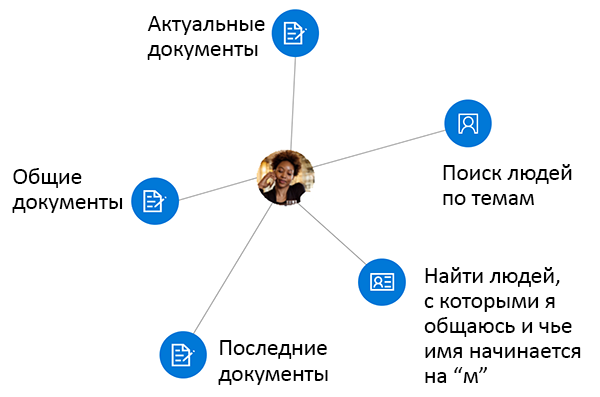 Актуальные
документы
Поиск людей
по темам
Общие
документы
Найти людей,
с которыми я
общаюсь и чье
имя начинается
на “м”
Последние
документы